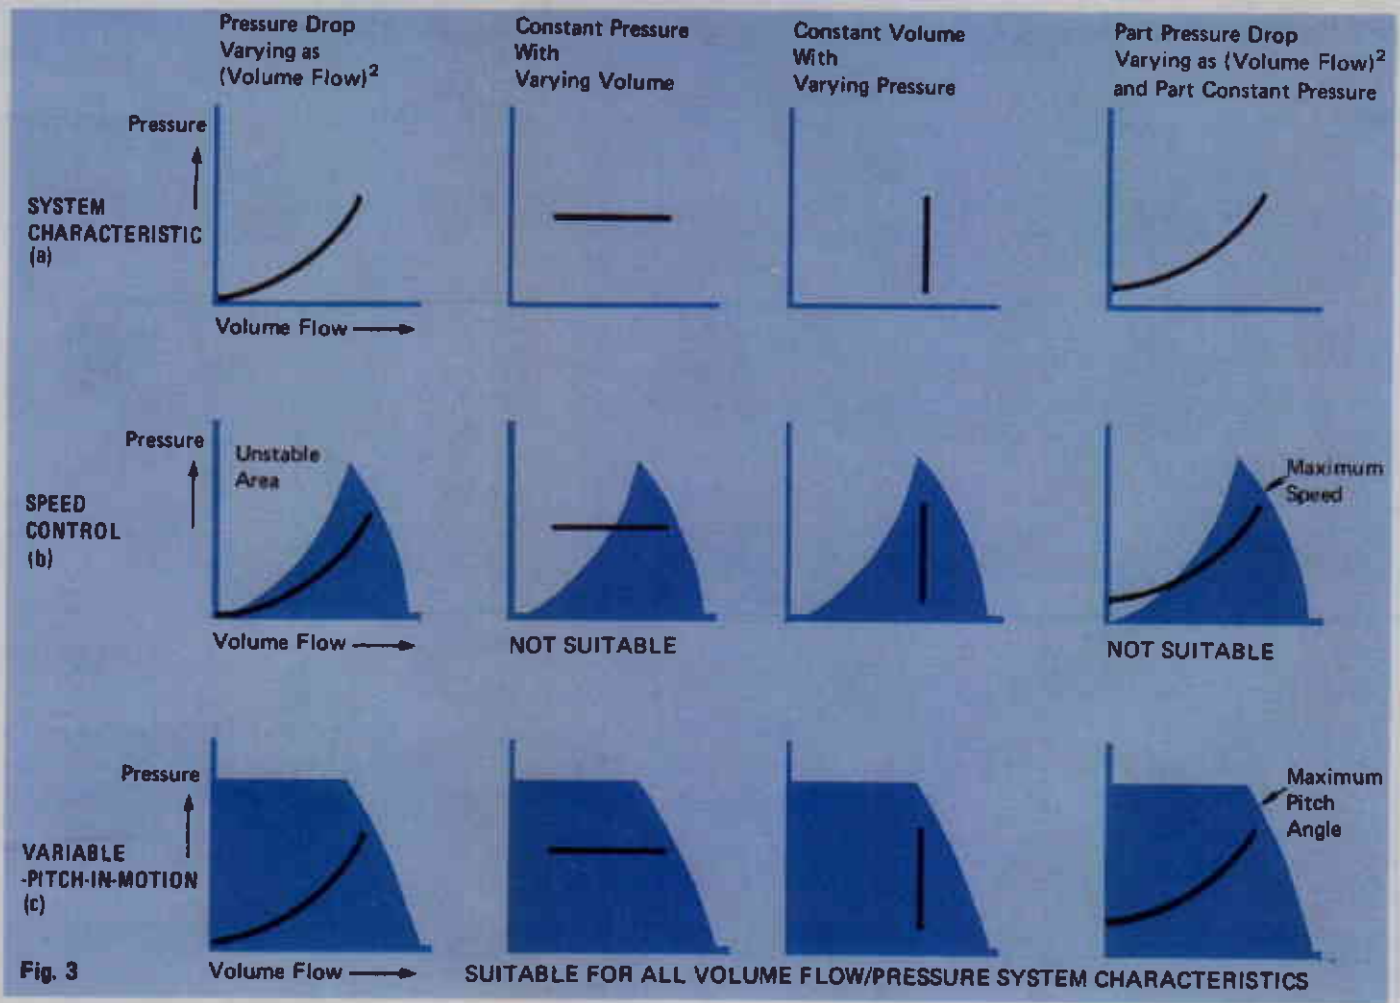 Pressure Drop
Varying as
(Volume Flow)²
Constant Pressure
With
Varying Volume
Constant Volume
With
Varying Pressure
Part Pressure Drop
Varying as (Volume Flow)²
and Part Constant Pressure
Pressure
SYSTEM
CHARACTERISTIC
(a)
Volume Flow
Pressure
Unstable
Area
Maximum
Speed
SPEED
CONTROL
(b)
Volume Flow
NOT SUITABLE
NOT SUITABLE
Pressure
Maximum
Pitch
Angle
VARIABLE
-PITCH-IN-MOTION
(c)
Fig. 3
Volume Flow
SUITABLE FOR ALL VOLUME FLOW/PRESSURE SYSTEM CHARACTERISTICS